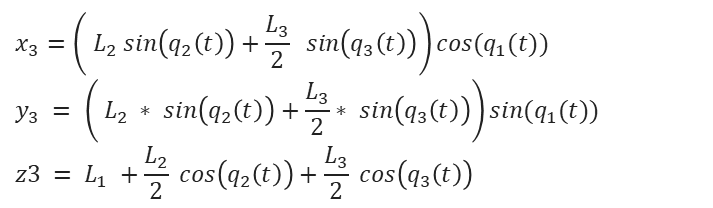 x₃ = ( L₂ sin(q₂(t)) + L₃/2 sin(q₃(t)) ) cos(q₁(t))
y₃ = ( L₂ * sin(q₂(t)) + L₃/2 * sin(q₃(t)) ) sin(q₁(t))
z3 = L₁ + L₂/2 cos(q₂(t)) + L₃/2 cos(q₃(t))